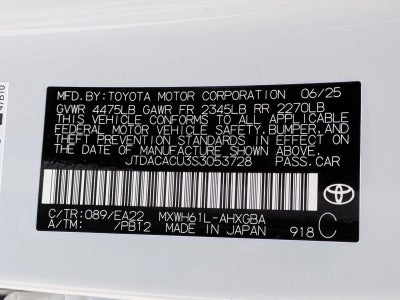 MFD.BY:TOYOTA MOTOR CORPORATION 06/25
GVWR 4475LB GAWR FR 2345LB RR 2270LB
THIS VEHICLE CONFORMS TO ALL APPLICABLE
FEDERAL MOTOR VEHICLE SAFETY,BUMPER,AND
THEFT PREVENTION STANDARDS IN EFFECT ON
THE DATE OF MANUFACTURE SHOWN ABOVE.
JTDACACU3S3053728 PASS.CAR
C/TR:089/EA22 MXWH61L-AHXGBA
A/TM: /PB12 MADE IN JAPAN 918 C
TOYOTA